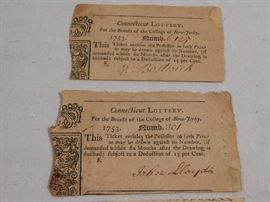 Connecticut LOTTERY,
For the Benefit of the College of New-Jersey.
1753. Numb. 6125
THIS Ticket entitles the Possessor to such Prize
as may be drawn against its Number, (if
demanded within six Months after the Drawing is
finished) subject to a Deduction of 15 per Cent.
Connecticut LOTTERY,
For the Benefit of the College of New-Jersey.
1753. Numb. 301
THIS Ticket entitles the Possessor to such Prize
as may be drawn against its Number, (if
demanded within six Months after the Drawing is
finished) subject to a Deduction of 15 per Cent.
John Lloyd